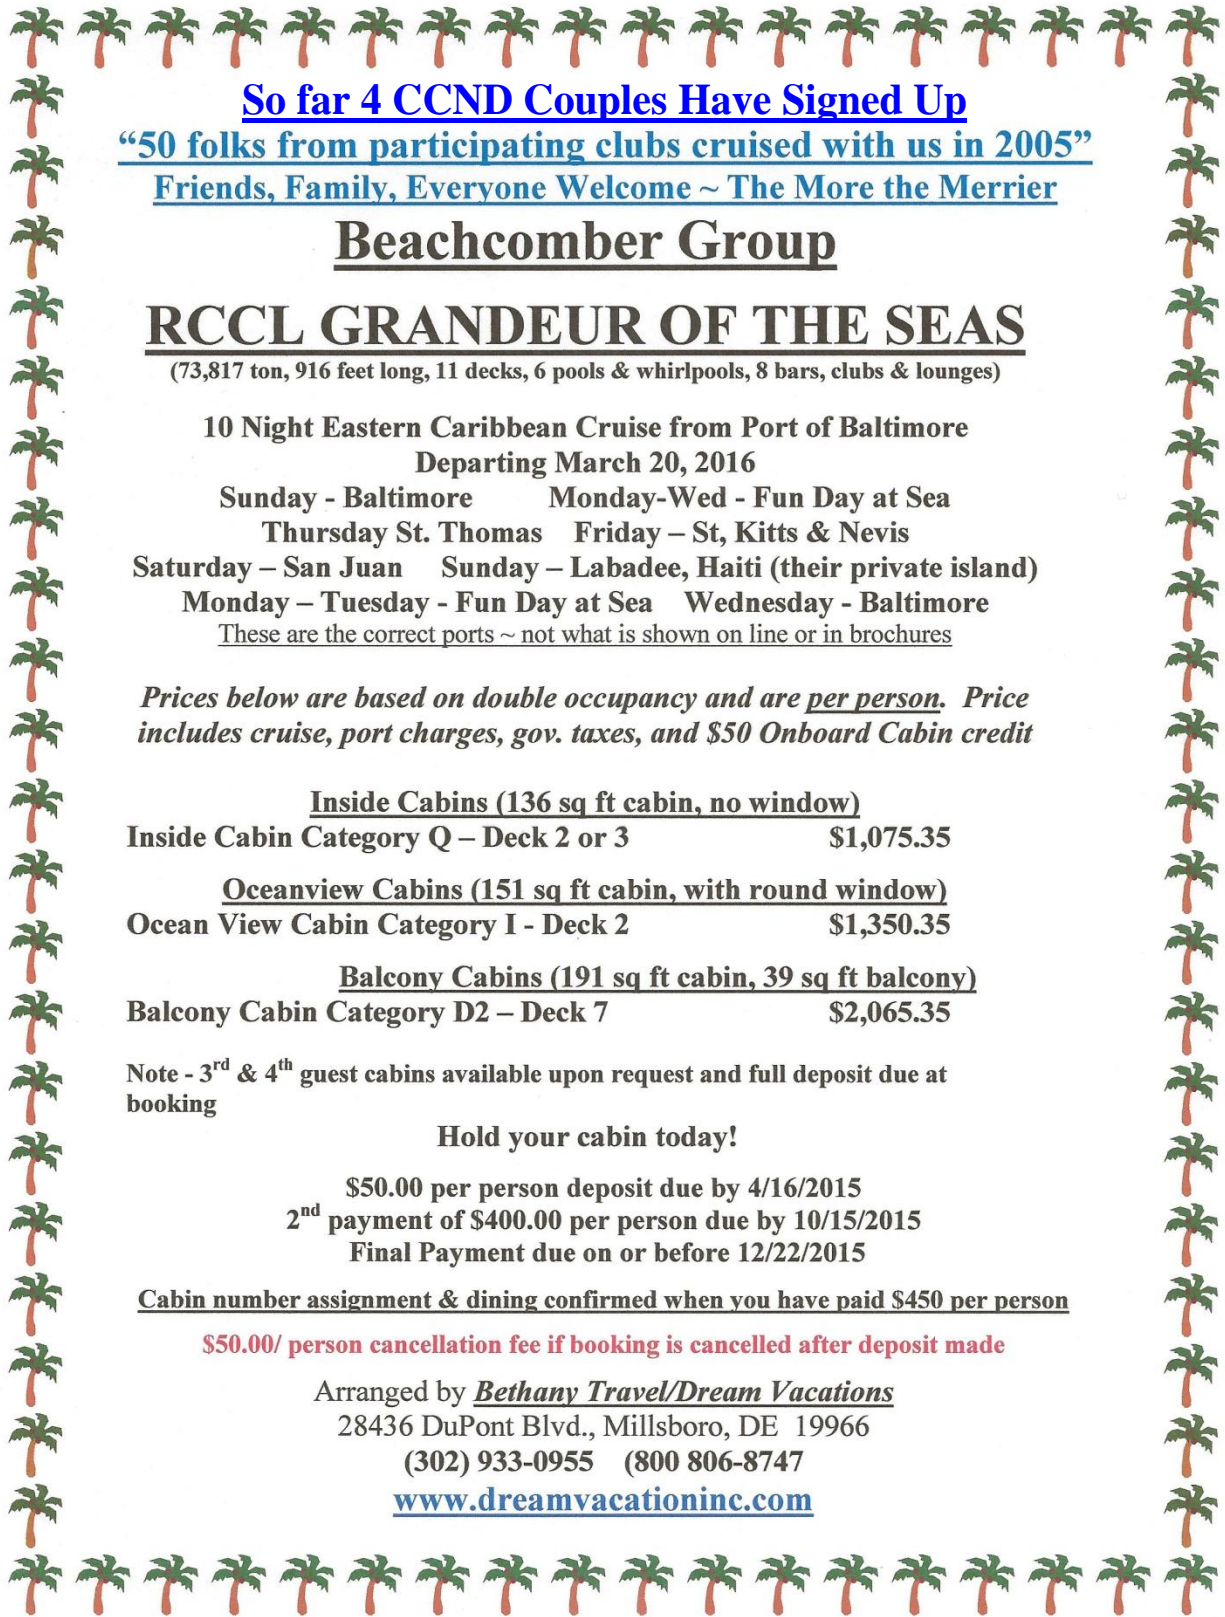 So far 4 CCND Couples Have Signed Up
“50 folks from participating clubs cruised with us in 2005”
Friends, Family, Everyone Welcome ~ The More the Merrier
Beachcomber Group
RCCL GRANDEUR OF THE SEAS
(73,817 ton, 916 feet long, 11 decks, 6 pools & whirlpools, 8 bars, clubs & lounges)
10 Night Eastern Caribbean Cruise from Port of Baltimore
Departing March 20, 2016
Sunday - Baltimore Monday-Wed - Fun Day at Sea
Thursday St. Thomas Friday – St, Kitts & Nevis
Saturday – San Juan Sunday – Labadee, Haiti (their private island)
Monday – Tuesday - Fun Day at Sea Wednesday - Baltimore
These are the correct ports ~ not what is shown on line or in brochures
Prices below are based on double occupancy and are per person. Price
includes cruise, port charges, gov. taxes, and $50 Onboard Cabin credit
Inside Cabins (136 sq ft cabin, no window)
Inside Cabin Category Q – Deck 2 or 3 $1,075.35
Oceanview Cabins (151 sq ft cabin, with round window)
Ocean View Cabin Category I - Deck 2 $1,350.35
Balcony Cabins (191 sq ft cabin, 39 sq ft balcony)
Balcony Cabin Category D2 – Deck 7 $2,065.35
Note - 3rd & 4th guest cabins available upon request and full deposit due at
booking
Hold your cabin today!
$50.00 per person deposit due by 4/16/2015
2nd payment of $400.00 per person due by 10/15/2015
Final Payment due on or before 12/22/2015
Cabin number assignment & dining confirmed when you have paid $450 per person
$50.00/ person cancellation fee if booking is cancelled after deposit made
Arranged by Bethany Travel/Dream Vacations
28436 DuPont Blvd., Millsboro, DE 19966
(302) 933-0955 (800 806-8747
www.dreamvacationinc.com